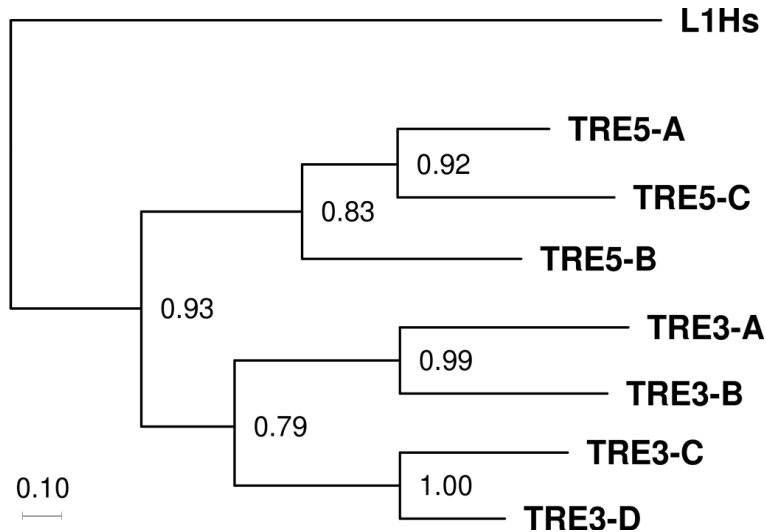 L1Hs
TRE5-A
0.92
TRE5-C
0.83
TRE5-B
0.93
TRE3-A
0.99
TRE3-B
0.79
TRE3-C
1.00
0.10
TRE3-D